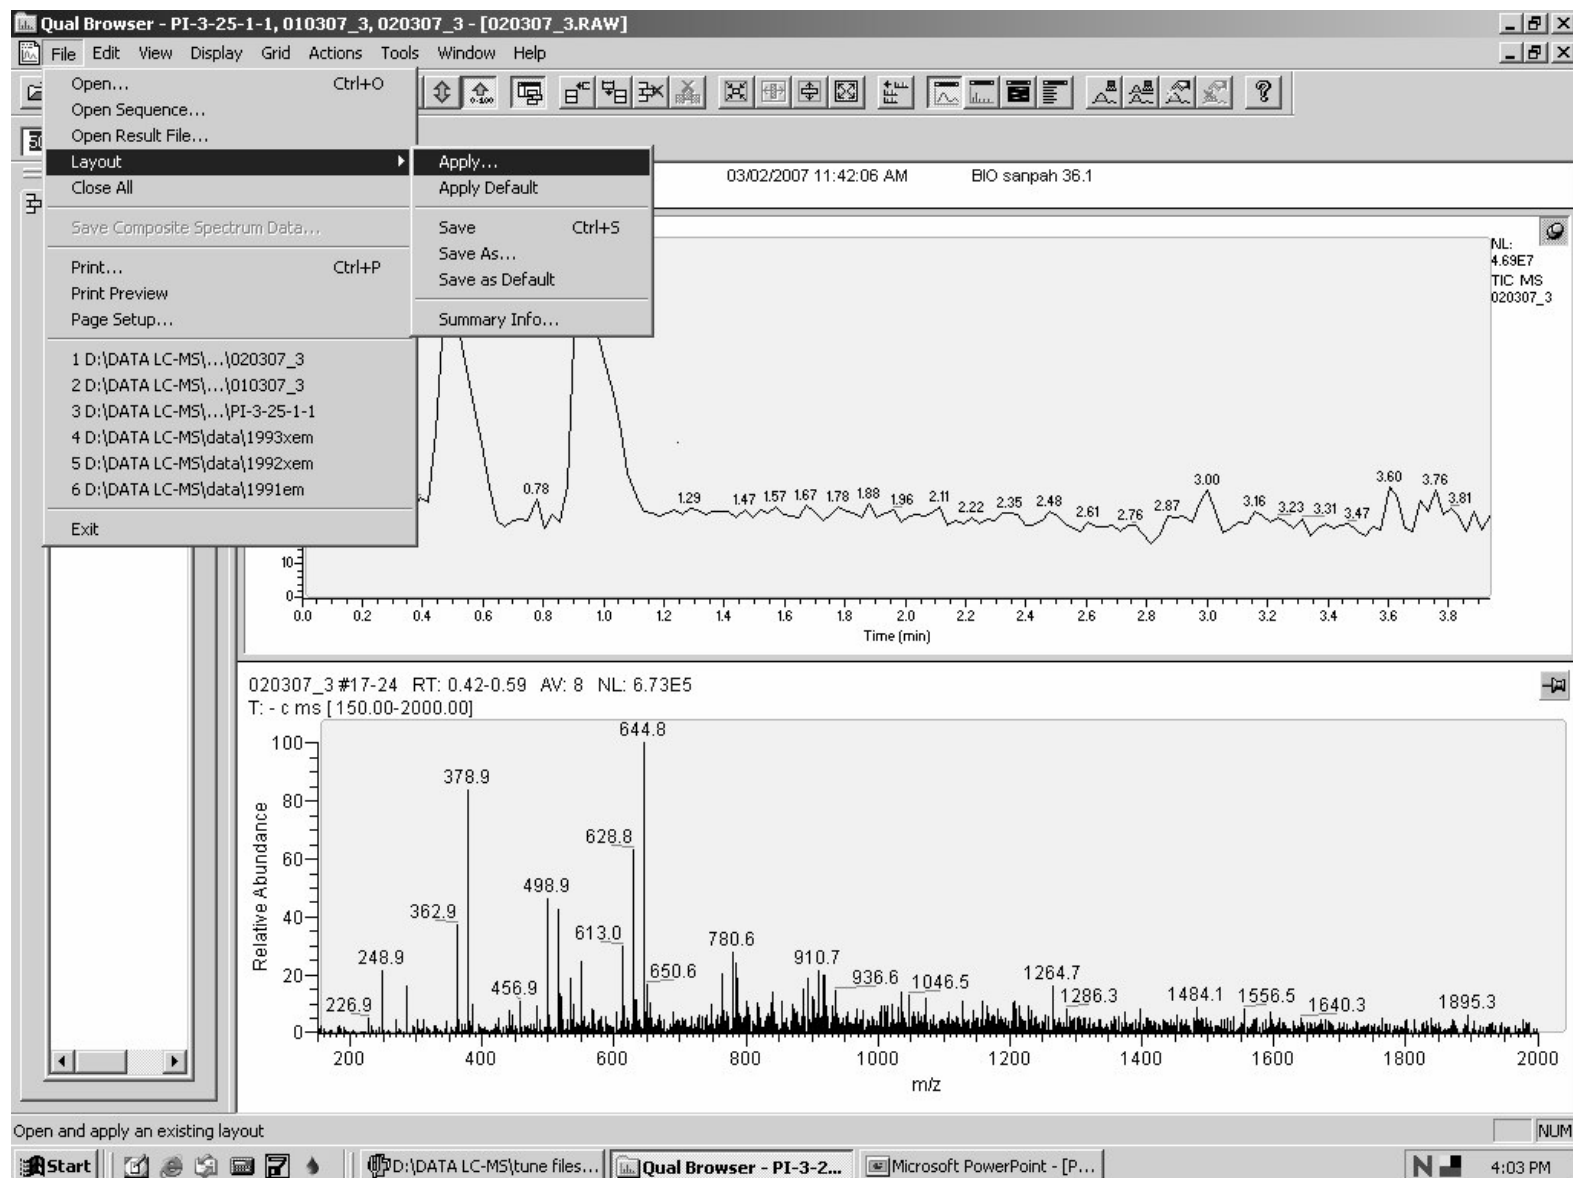 Qual Browser - PI-3-25-1-1, 010307_3, 020307_3 - [020307_3.RAW]
File Edit View Display Grid Actions Tools Window Help
Open... Ctrl+O
Open Sequence...
Open Result File...
Layout
Close All
Save Composite Spectrum Data...
Print... Ctrl+P
Print Preview
Page Setup...
1 D:\DATA LC-MS\...\020307_3
2 D:\DATA LC-MS\...\010307_3
3 D:\DATA LC-MS\...\PI-3-25-1-1
4 D:\DATA LC-MS\data\1993xem
5 D:\DATA LC-MS\data\1992xem
6 D:\DATA LC-MS\data\1991em
Exit
Apply...
Apply Default
Save Ctrl+S
Save As...
Save as Default
Summary Info...
0-100
03/02/2007 11:42:06 AM BIO sanpah 36.1
NL:
4.69E7
TIC MS
020307_3
0.78 1.29 1.47 1.57 1.67 1.78 1.88 1.96 2.11 2.22 2.35 2.48 2.61 2.76 2.87 3.00 3.16 3.23 3.31 3.47 3.60 3.76 3.81
10
0
0.0 0.2 0.4 0.6 0.8 1.0 1.2 1.4 1.6 1.8 2.0 2.2 2.4 2.6 2.8 3.0 3.2 3.4 3.6 3.8
Time (min)
020307_3 #17-24 RT: 0.42-0.59 AV: 8 NL: 6.73E5
T: - c ms [ 150.00-2000.00]
644.8
378.9
628.8
498.9
362.9
613.0
780.6
248.9
910.7
650.6 936.6 1046.5 1264.7
456.9
226.9
1286.3 1484.1 1556.5 1640.3 1895.3
100
80
60
40
20
0
Relative Abundance
200 400 600 800 1000 1200 1400 1600 1800 2000
m/z
Open and apply an existing layout
NUM
Start
D:\DATA LC-MS\tune files...
Qual Browser - PI-3-2...
Microsoft PowerPoint - [P...
N
4:03 PM